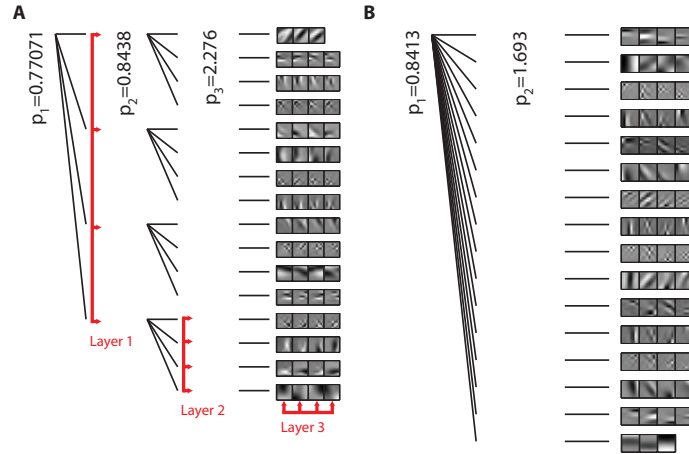 A
p1=0.77071
p2=0.8438
p3=2.276
Layer 1
Layer 2
Layer 3
B
p1=0.8413
p2=1.693